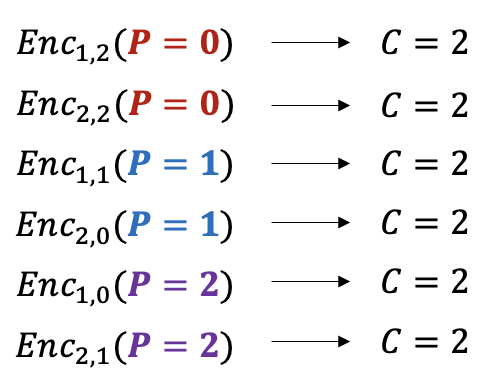 Enc1,2(P = 0) ⟶ C = 2
Enc2,2(P = 0) ⟶ C = 2
Enc1,1(P = 1) ⟶ C = 2
Enc2,0(P = 1) ⟶ C = 2
Enc1,0(P = 2) ⟶ C = 2
Enc2,1(P = 2) ⟶ C = 2